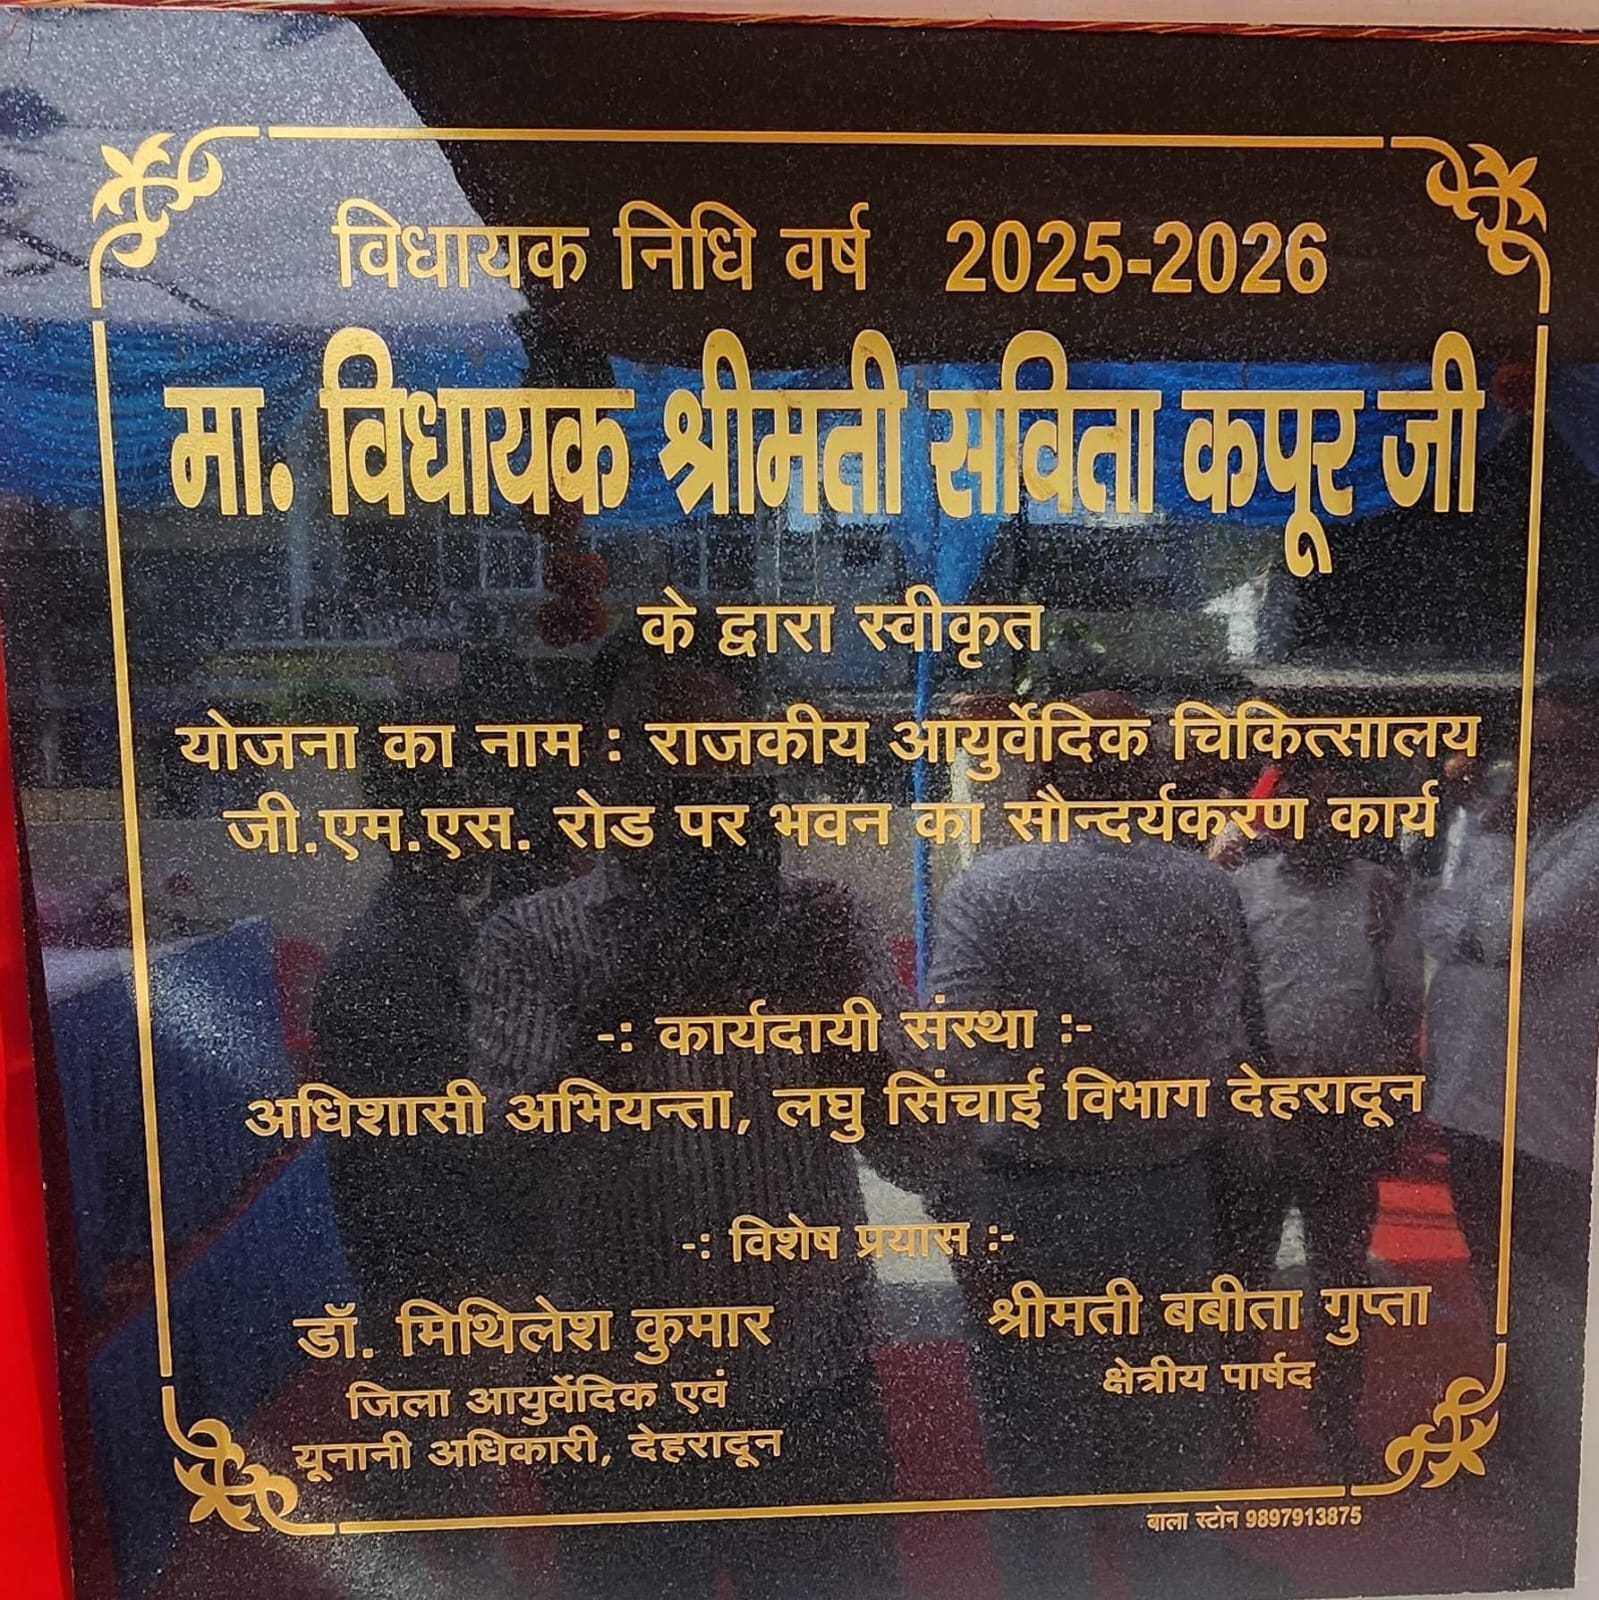 विधायक निधि वर्ष 2025-2026
मा. विधायक श्रीमती सविता कपूर जी
के द्वारा स्वीकृत
योजना का नाम : राजकीय आयुर्वेदिक चिकित्सालय
जी.एम.एस. रोड पर भवन का सौन्दर्यकरण कार्य
-: कार्यदायी संस्था :-
अधिशासी अभियन्ता, लघु सिंचाई विभाग देहरादून
-: विशेष प्रयास :-
डॉ. मिथिलेश कुमार
जिला आयुर्वेदिक एवं
यूनानी अधिकारी, देहरादून
श्रीमती बबीता गुप्ता
क्षेत्रीय पार्षद
बाला स्टोन 9897913875